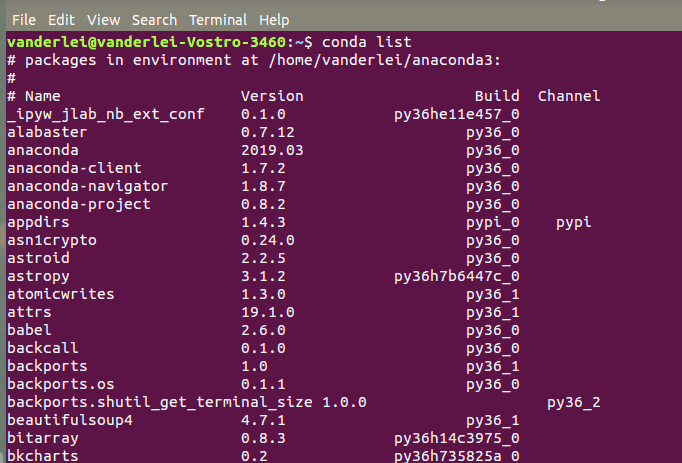 File Edit View Search Terminal Help
vanderlei@vanderlei-Vostro-3460:~$ conda list
# packages in environment at /home/vanderlei/anaconda3:
#
# Name Version Build Channel
_ipyw_jlab_nb_ext_conf 0.1.0 py36he11e457_0
alabaster 0.7.12 py36_0
anaconda 2019.03 py36_0
anaconda-client 1.7.2 py36_0
anaconda-navigator 1.8.7 py36_0
anaconda-project 0.8.2 py36_0
appdirs 1.4.3 pypi_0 pypi
asn1crypto 0.24.0 py36_0
astroid 2.2.5 py36_0
astropy 3.1.2 py36h7b6447c_0
atomicwrites 1.3.0 py36_1
attrs 19.1.0 py36_1
babel 2.6.0 py36_0
backcall 0.1.0 py36_0
backports 1.0 py36_1
backports.os 0.1.1 py36_0
backports.shutil_get_terminal_size 1.0.0 py36_2
beautifulsoup4 4.7.1 py36_1
bitarray 0.8.3 py36h14c3975_0
bkcharts 0.2 py36h735825a_0